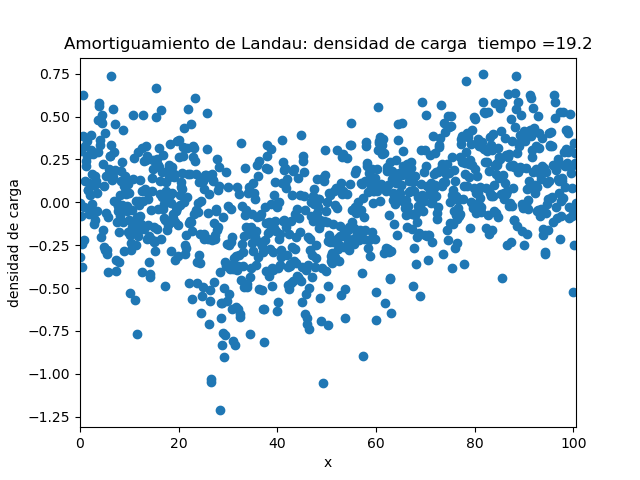 Amortiguamiento de Landau: densidad de carga  tiempo =19.2
densidad de carga
0.75
0.50
0.25
0.00
−0.25
−0.50
−0.75
−1.00
−1.25
0 20 40 60 80 100
x